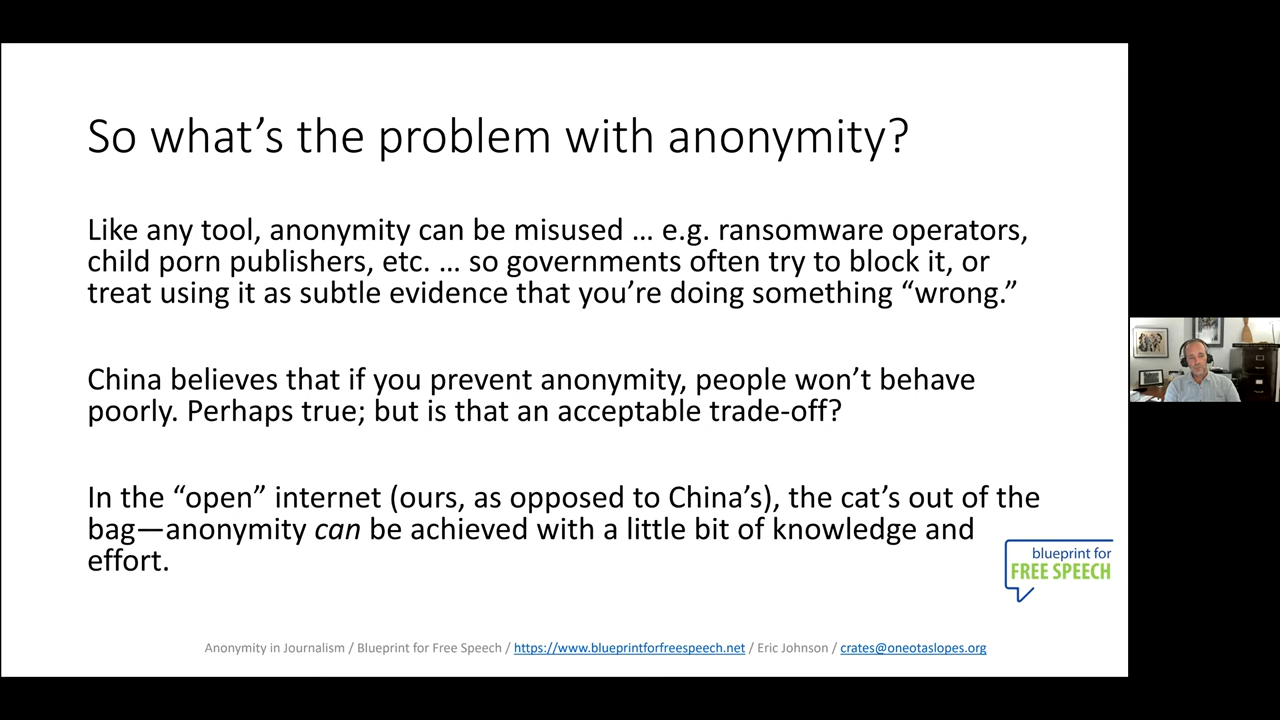 So what’s the problem with anonymity?
Like any tool, anonymity can be misused … e.g. ransomware operators,
child porn publishers, etc. … so governments often try to block it, or
treat using it as subtle evidence that you’re doing something “wrong.”
China believes that if you prevent anonymity, people won’t behave
poorly. Perhaps true; but is that an acceptable trade-off?
In the “open” internet (ours, as opposed to China’s), the cat’s out of the
bag—anonymity can be achieved with a little bit of knowledge and
effort.
blueprint for
FREE SPEECH
Anonymity in Journalism / Blueprint for Free Speech / https://www.blueprintforfreespeech.net / Eric Johnson / crates@oneotaslopes.org